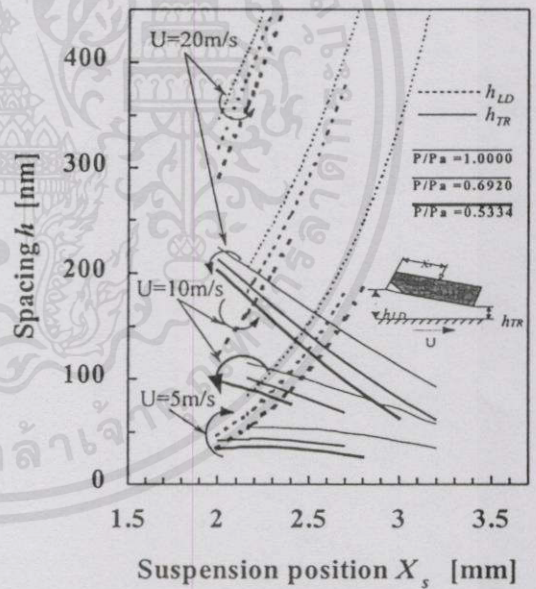 400
300
200
100
0
Spacing h [nm]
U=20m/s
U=10m/s
U=5m/s
h_LD
h_TR
P/Pa =1.0000
P/Pa =0.6920
P/Pa =0.5334
h_LD
h_TR
U
1.5 2 2.5 3 3.5
Suspension position X_s [mm]